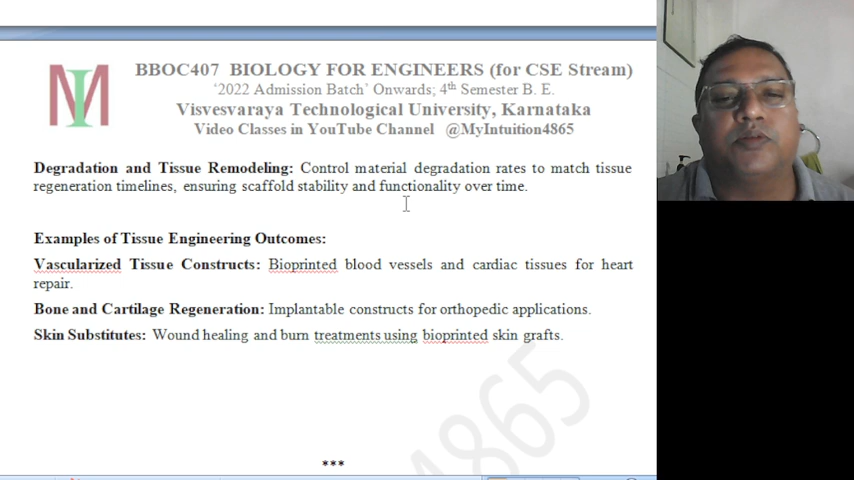 BBOC407 BIOLOGY FOR ENGINEERS (for CSE Stream)
‘2022 Admission Batch’ Onwards; 4th Semester B. E.
Visvesvaraya Technological University, Karnataka
Video Classes in YouTube Channel @MyIntuition4865
Degradation and Tissue Remodeling: Control material degradation rates to match tissue
regeneration timelines, ensuring scaffold stability and functionality over time.
Examples of Tissue Engineering Outcomes:
Vascularized Tissue Constructs: Bioprinted blood vessels and cardiac tissues for heart
repair.
Bone and Cartilage Regeneration: Implantable constructs for orthopedic applications.
Skin Substitutes: Wound healing and burn treatments using bioprinted skin grafts.
4865
***